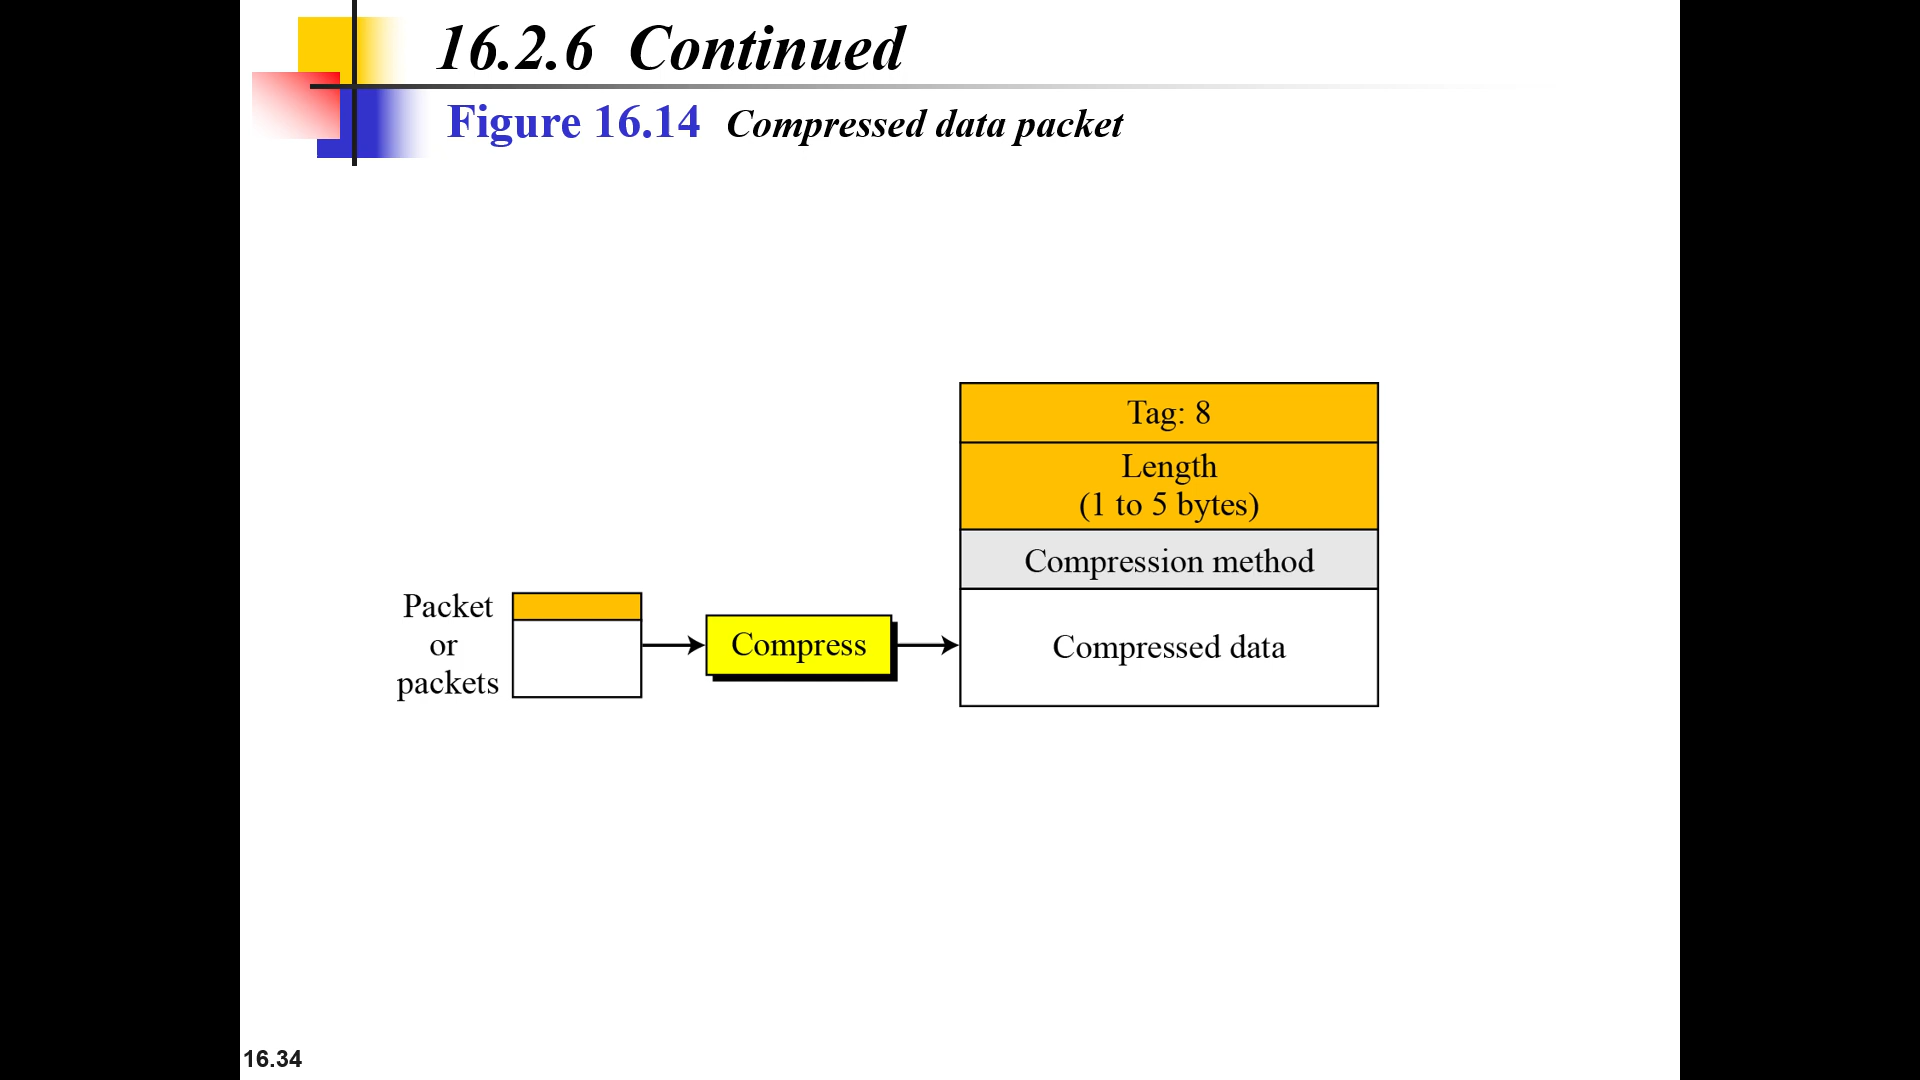 16.2.6 Continued
Figure 16.14 Compressed data packet
Tag: 8
Length
(1 to 5 bytes)
Compression method
Packet
or
packets
Compress
Compressed data
16.34